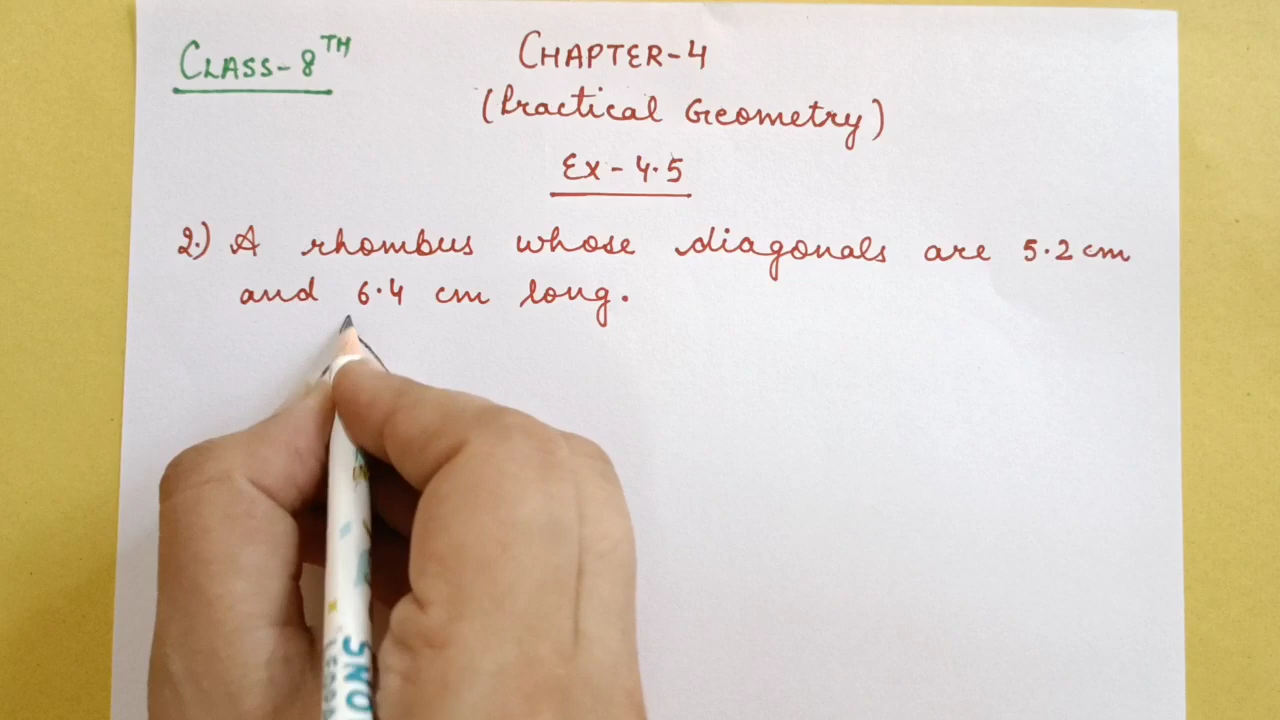 CLASS-8TH
CHAPTER-4
(Practical Geometry)
Ex-4.5
2.) A rhombus whose diagonals are 5.2 cm
and 6.4 cm long.